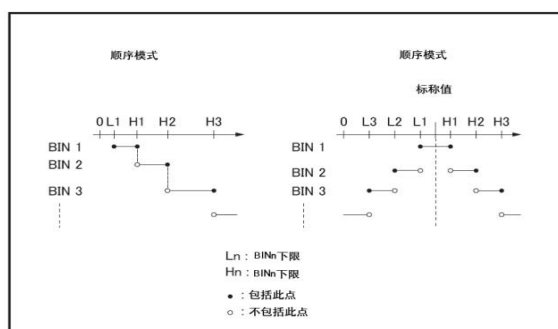 顺序模式
0 L1 H1 H2 H3
BIN 1
BIN 2
BIN 3
顺序模式
标称值
0 L3 L2 L1 H1 H2 H3
BIN 1
BIN 2
BIN 3
Ln : BINn下限
Hn : BINn下限
● : 包括此点
○ : 不包括此点